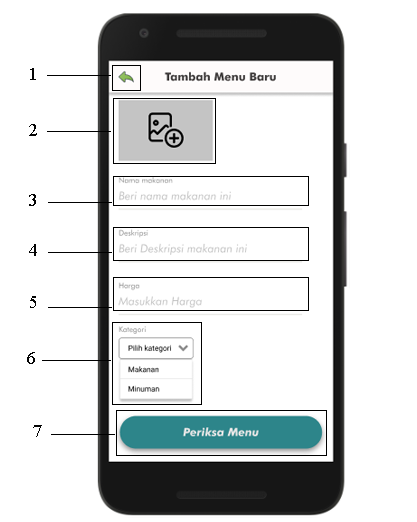 1
Tambah Menu Baru
2
Nama makanan
3
Beri nama makanan ini
Deskripsi
4
Beri Deskripsi makanan ini
Harga
5
Masukkan Harga
Kategori
6
Pilih kategori
Makanan
Minuman
7
Periksa Menu